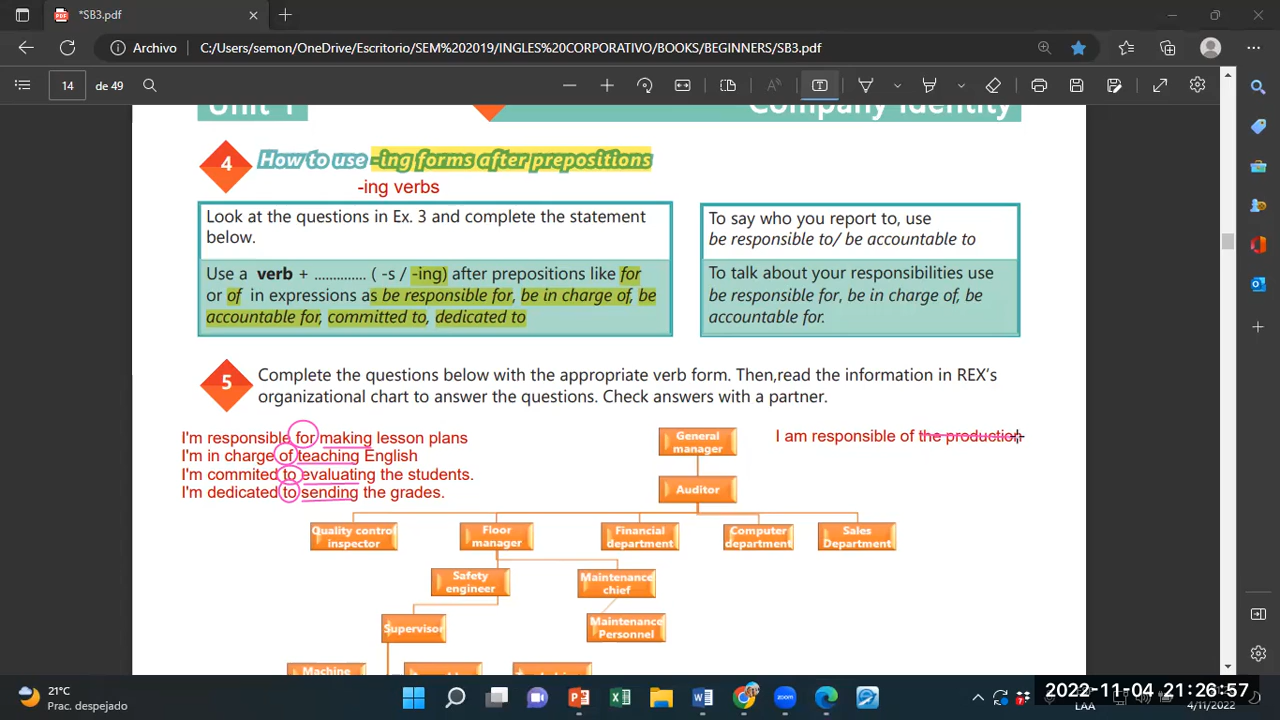 *SB3.pdf
Archivo C:/Users/semon/OneDrive/Escritorio/SEM%202019/INGLES%20CORPORATIVO/BOOKS/BEGINNERS/SB3.pdf
14 de 49
Unit 1 Company Identity
4 How to use -ing forms after prepositions
-ing verbs
Look at the questions in Ex. 3 and complete the statement
below.
Use a verb + .............. ( -s / -ing) after prepositions like for
or of in expressions as be responsible for, be in charge of, be
accountable for, committed to, dedicated to
To say who you report to, use
be responsible to/ be accountable to
To talk about your responsibilities use
be responsible for, be in charge of, be
accountable for.
5 Complete the questions below with the appropriate verb form. Then,read the information in REX's
organizational chart to answer the questions. Check answers with a partner.
I'm responsible for making lesson plans
I'm in charge of teaching English
I'm commited to evaluating the students.
I'm dedicated to sending the grades.
I am responsible of the production
General
manager
Auditor
Quality contro
inspector
Floor
manager
Financial
department
Computer
department
Sales
Department
Safety
engineer
Maintenance
chief
Supervisor
Maintenance
Personnel
Machine
21°C
Prac. despejado
ESP
LAA
2022-11-04 21:26:57
4/11/2022